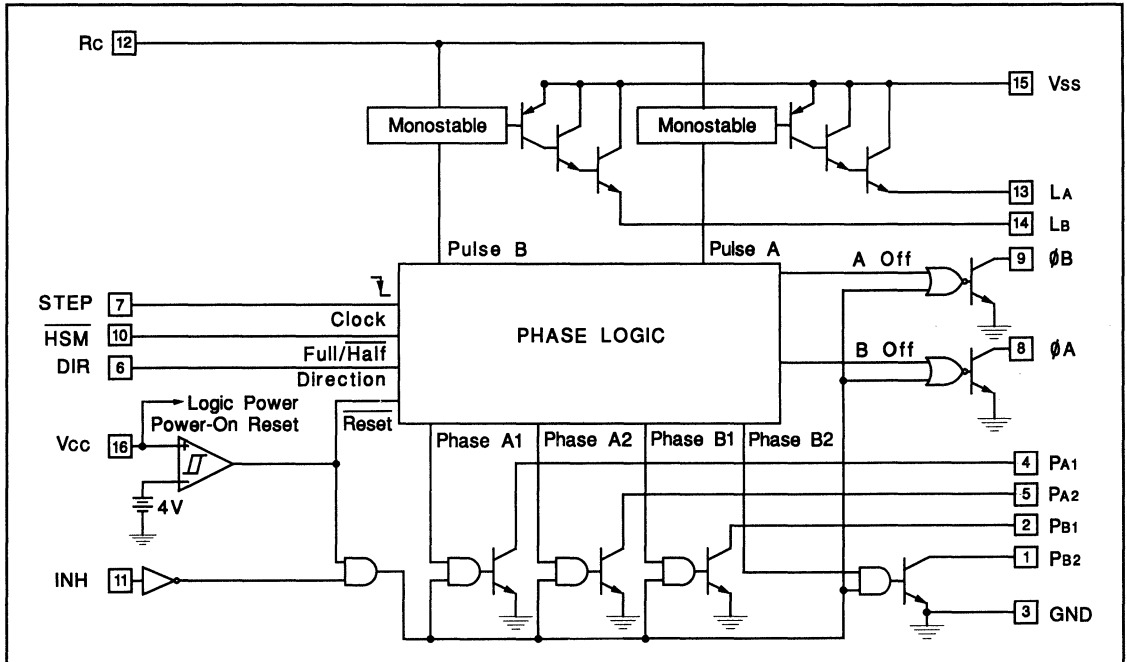 Rc 12
15 Vss
Monostable
Monostable
13 LA
14 LB
Pulse B
Pulse A
9 ØB
A Off
STEP 7
Clock
PHASE LOGIC
HSM 10
Full/Half
8 ØA
B Off
DIR 6
Direction
Logic Power
Power-On Reset
Reset
Vcc 16
Phase A1
Phase A2
Phase B1
Phase B2
4 PA1
4V
5 PA2
2 PB1
1 PB2
INH 11
3 GND